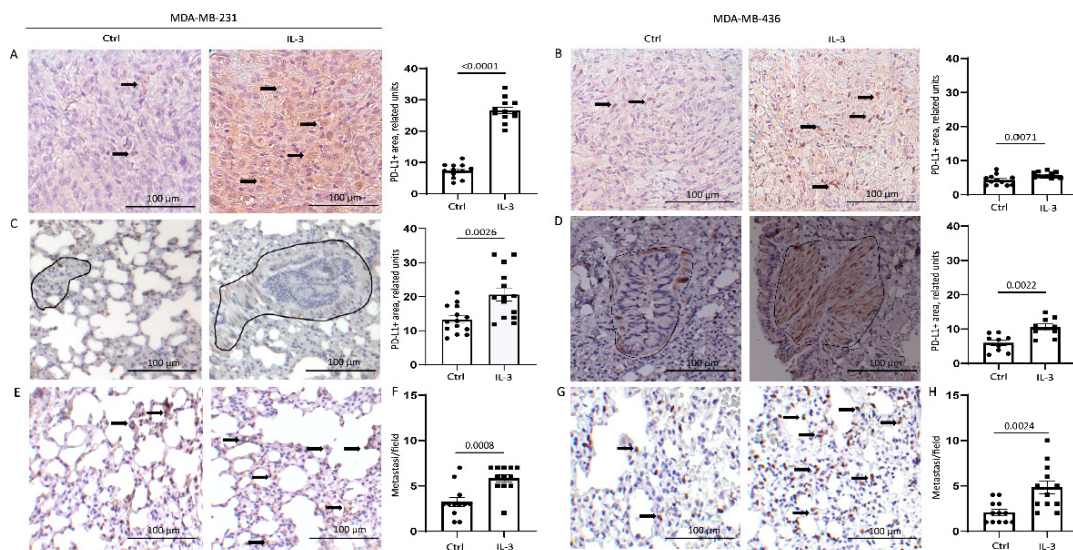 MDA-MB-231
MDA-MB-436
Ctrl
IL-3
Ctrl
IL-3
A
100 µm
100 µm
PD-L1+ area, related units
40
30
20
10
0
<0.0001
Ctrl
IL-3
B
100 µm
100 µm
PD-L1+ area, related units
40
30
20
10
0
0.0071
Ctrl
IL-3
C
100 µm
100 µm
PD-L1+ area, related units
40
30
20
10
0
0.0026
Ctrl
IL-3
D
100 µm
100 µm
PD-L1+ area, related units
40
30
20
10
0
0.0022
Ctrl
IL-3
E
100 µm
100 µm
F
Metastasi/field
15
10
5
0
0.0008
Ctrl
IL-3
G
100 µm
100 µm
H
Metastasi/field
15
10
5
0
0.0024
Ctrl
IL-3